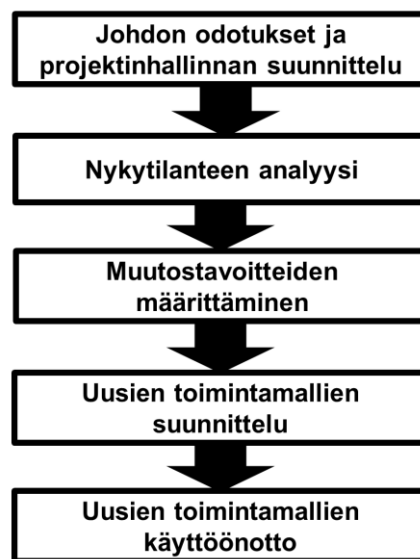 Johdon odotukset ja
projektinhallinnan suunnittelu
Nykytilanteen analyysi
Muutostavoitteiden
määrittäminen
Uusien toimintamallien
suunnittelu
Uusien toimintamallien
käyttöönotto